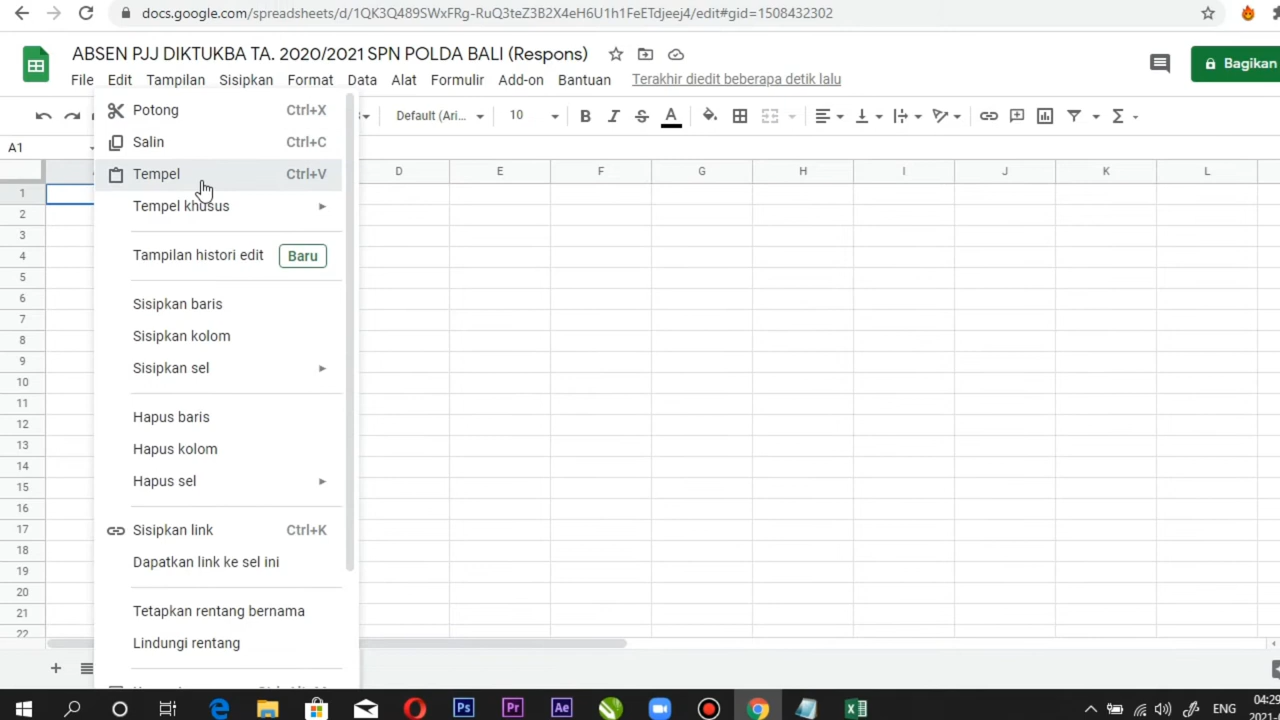 docs.google.com/spreadsheets/d/1QK3Q489SWxFRg-RuQ3teZ3B2X4eH6U1h1FeETdjeej4/edit#gid=1508432302
ABSEN PJJ DIKTUKBA TA. 2020/2021 SPN POLDA BALI (Respons)
Bagikan
File Edit Tampilan Sisipkan Format Data Alat Formulir Add-on Bantuan Terakhir diedit beberapa detik lalu
Default (Ari... 10 B I S A Σ
A1
D E F G H I J K L
1
2
3
4
5
6
7
8
9
10
11
12
13
14
15
16
17
18
19
20
21
22
Potong Ctrl+X
Salin Ctrl+C
Tempel Ctrl+V
Tempel khusus
Tampilan histori edit Baru
Sisipkan baris
Sisipkan kolom
Sisipkan sel
Hapus baris
Hapus kolom
Hapus sel
Sisipkan link Ctrl+K
Dapatkan link ke sel ini
Tetapkan rentang bernama
Lindungi rentang
Ps Pr Ae ENG 04:29